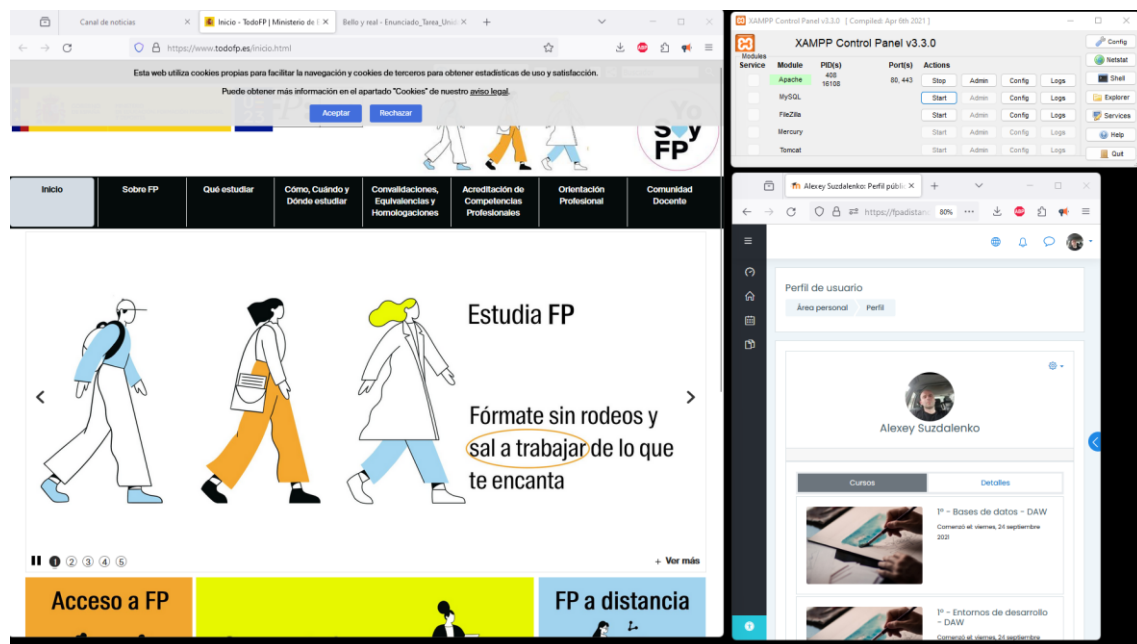 Canal de noticias
Inicio - TodoFP | Ministerio de E
Bello y real - Enunciado_Tarea_Unid
https://www.todofp.es/inicio.html
Esta web utiliza cookies propias para facilitar la navegación y cookies de terceros para obtener estadísticas de uso y satisfacción.
Puede obtener más información en el apartado "Cookies" de nuestro aviso legal.
Aceptar
Rechazar
Yo
Soy
FP
Inicio
Sobre FP
Qué estudiar
Cómo, Cuándo y
Dónde estudiar
Convalidaciones,
Equivalencias y
Homologaciones
Acreditación de
Competencias
Profesionales
Orientación
Profesional
Comunidad
Docente
Estudia FP
Fórmate sin rodeos y
sal a trabajar de lo que
te encanta
1 2 3 4 5
+ Ver más
Acceso a FP
FP a distancia
XAMPP Control Panel v3.3.0 [ Compiled: Apr 6th 2021 ]
XAMPP Control Panel v3.3.0
Modules
Service Module PID(s) Port(s) Actions
Apache 408 16108 80, 443 Stop Admin Config Logs
MySQL Start Admin Config Logs
FileZilla Start Admin Config Logs
Mercury Start Admin Config Logs
Tomcat Start Admin Config Logs
Config
Netstat
Shell
Explorer
Services
Help
Quit
Alexey Suzdalenko: Perfil públic
https://fpadistan
80%
Perfil de usuario
Área personal
Perfil
Alexey Suzdalenko
Cursos
Detalles
1º - Bases de datos - DAW
Comenzó el: viernes, 24 septiembre
2021
1º - Entornos de desarrollo
- DAW
Comenzó el: viernes, 24 septiembre